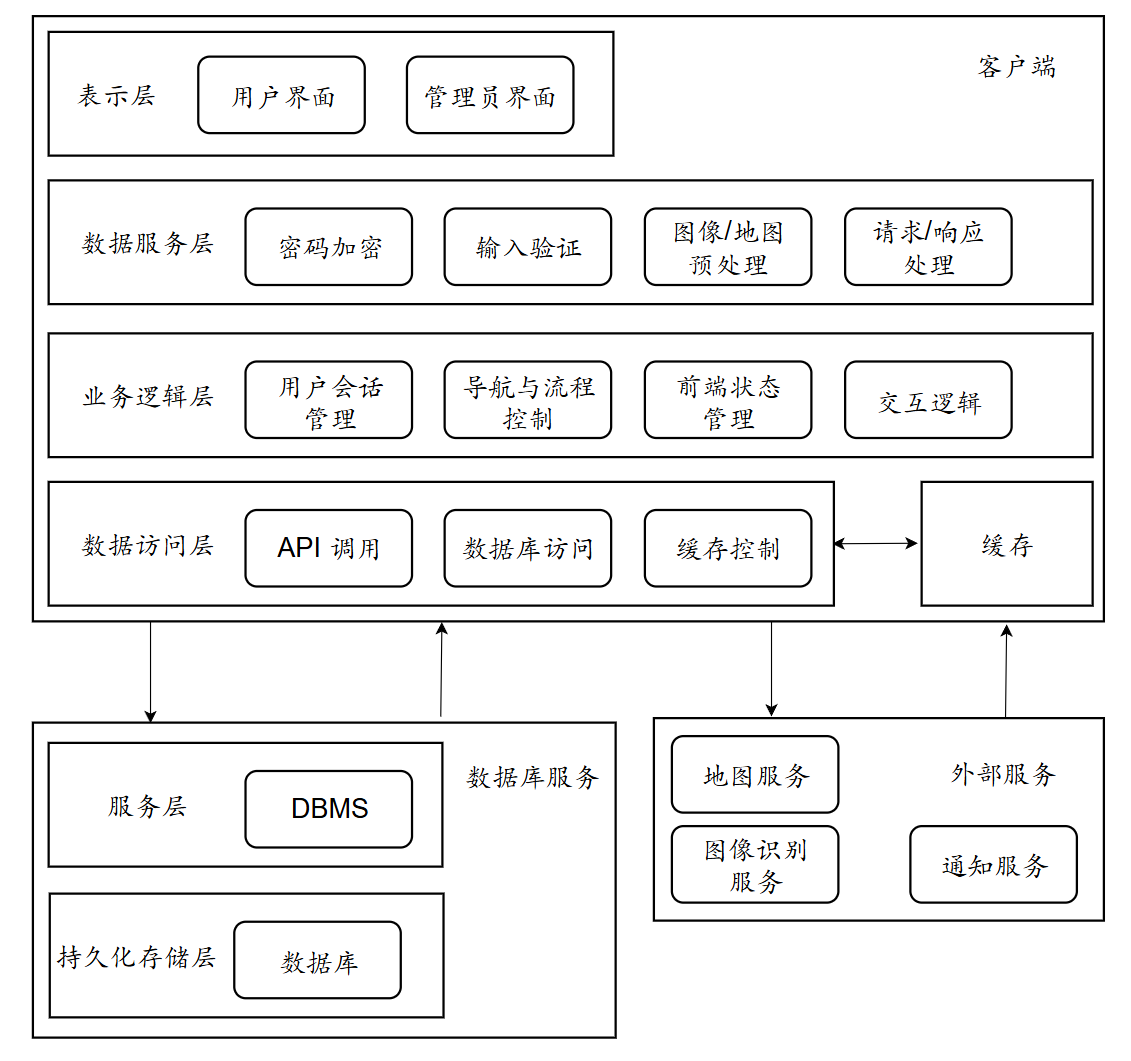 客户端
表示层
用户界面
管理员界面
数据服务层
密码加密
输入验证
图像/地图
预处理
请求/响应
处理
业务逻辑层
用户会话
管理
导航与流程
控制
前端状态
管理
交互逻辑
数据访问层
API 调用
数据库访问
缓存控制
缓存
数据库服务
服务层
DBMS
持久化存储层
数据库
外部服务
地图服务
图像识别
服务
通知服务